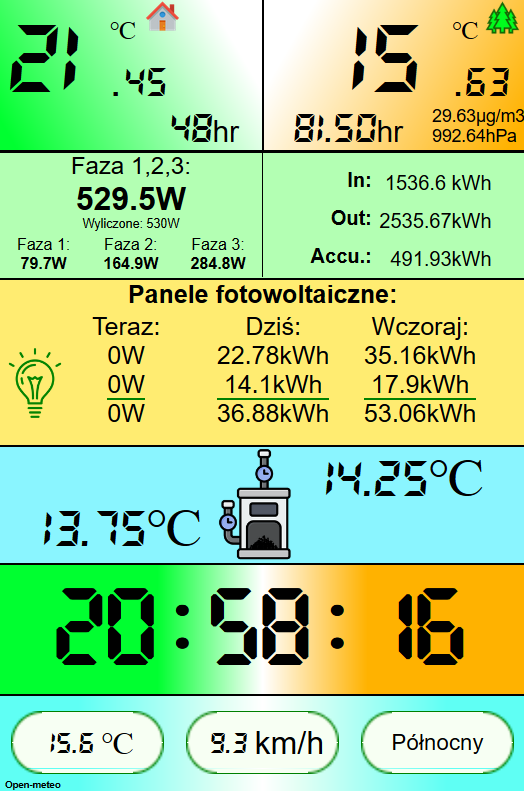 21 °C .45
48hr
15 °C .63
81.50hr
29.63µg/m3
992.64hPa
Faza 1,2,3:
529.5W
Wyliczone: 530W
Faza 1: Faza 2: Faza 3:
79.7W 164.9W 284.8W
In: 1536.6 kWh
Out: 2535.67kWh
Accu.: 491.93kWh
Panele fotowoltaiczne:
Teraz: Dziś: Wczoraj:
0W 22.78kWh 35.16kWh
0W 14.1kWh 17.9kWh
0W 36.88kWh 53.06kWh
14.25°C
13.75°C
20:58:16
15.6 °C 9.3 km/h Północny
Open-meteo